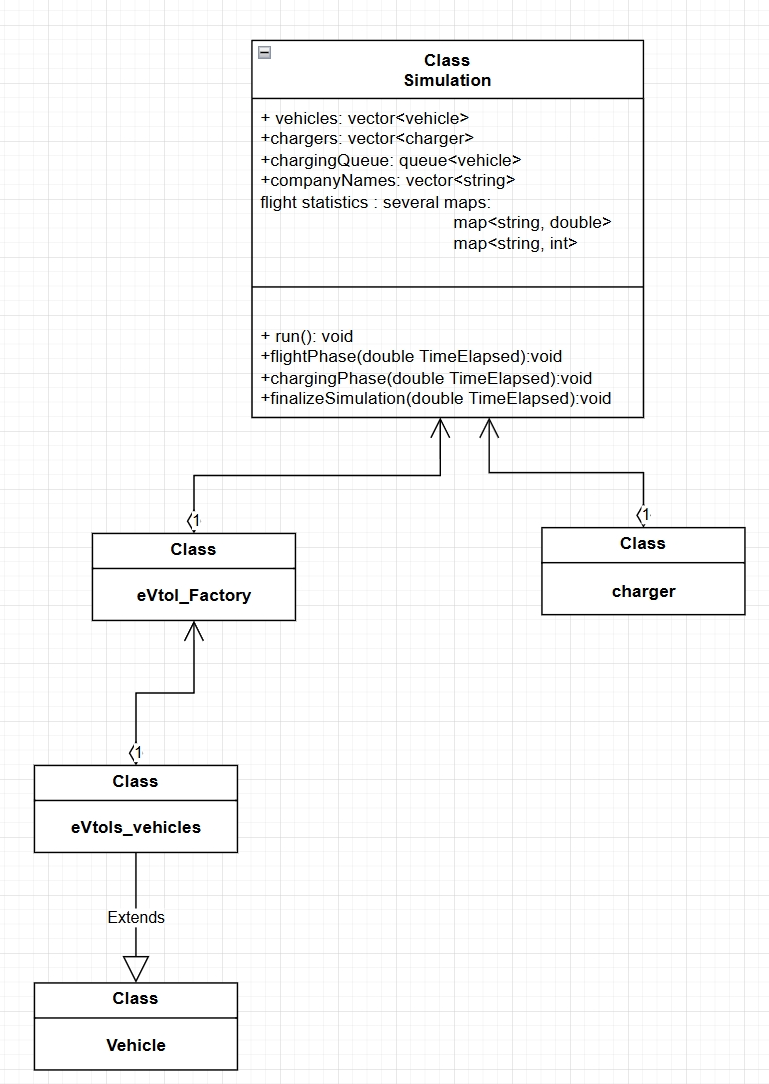 Class
Simulation
+ vehicles: vector<vehicle>
+chargers: vector<charger>
+chargingQueue: queue<vehicle>
+companyNames: vector<string>
flight statistics : several maps:
map<string, double>
map<string, int>
+ run(): void
+flightPhase(double TimeElapsed):void
+chargingPhase(double TimeElapsed):void
+finalizeSimulation(double TimeElapsed):void
1
1
Class
eVtol_Factory
Class
charger
1
Class
eVtols_vehicles
Extends
Class
Vehicle